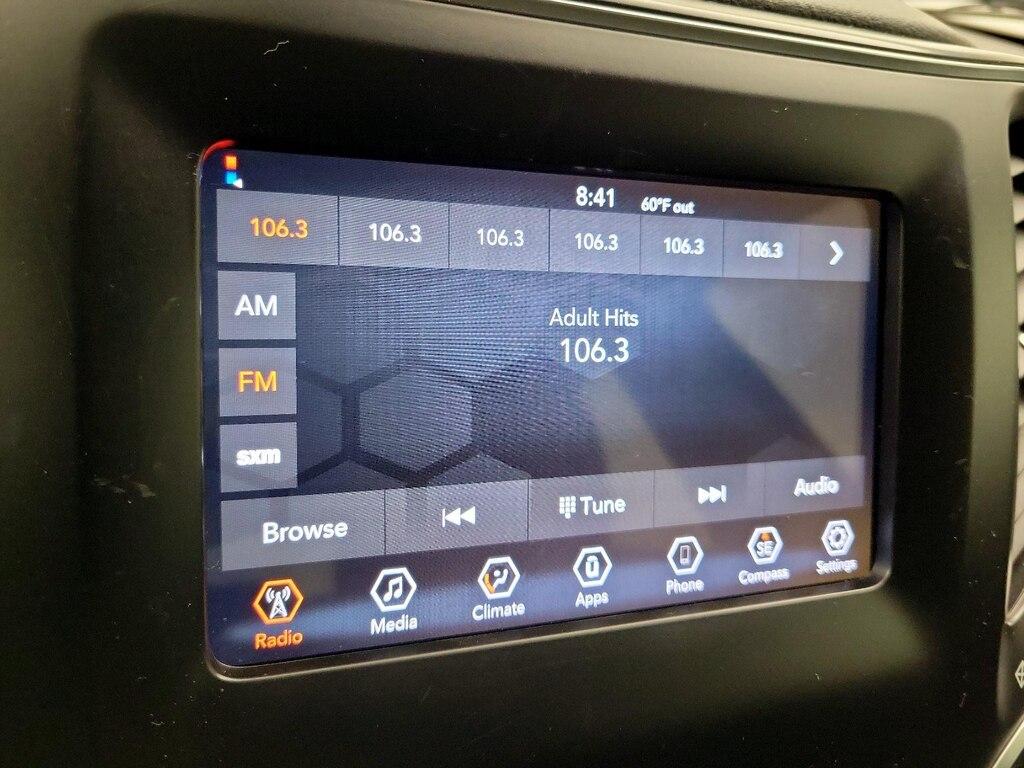 8:41 60°F out
106.3 106.3 106.3 106.3 106.3 106.3
AM
Adult Hits
106.3
FM
sxm
Browse Tune Audio
Radio Media Climate Apps Phone SE Compass Settings